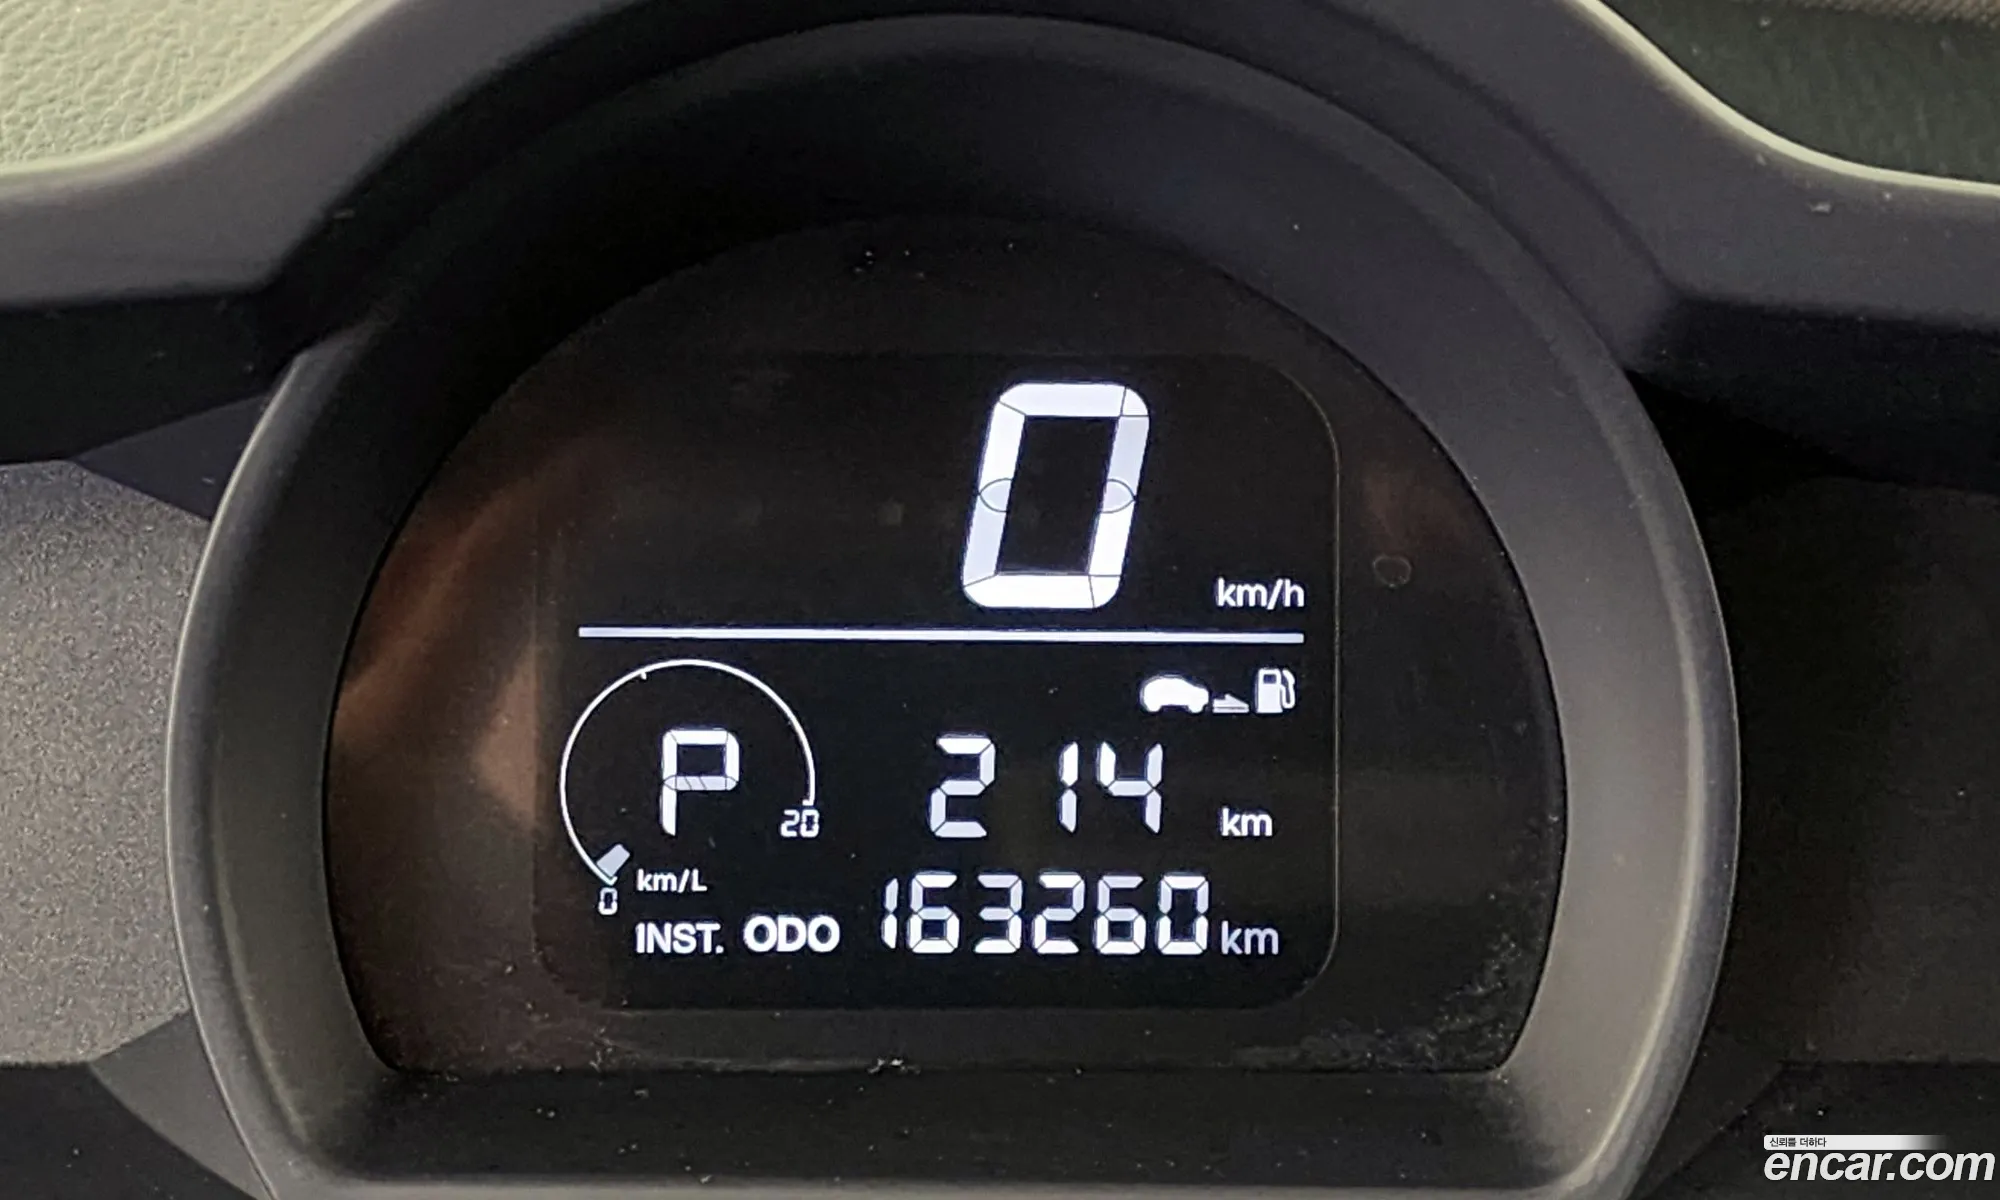 0 km/h
P
20
214 km
0 km/L
INST. ODO 163260 km
신뢰를 더하다
encar.com